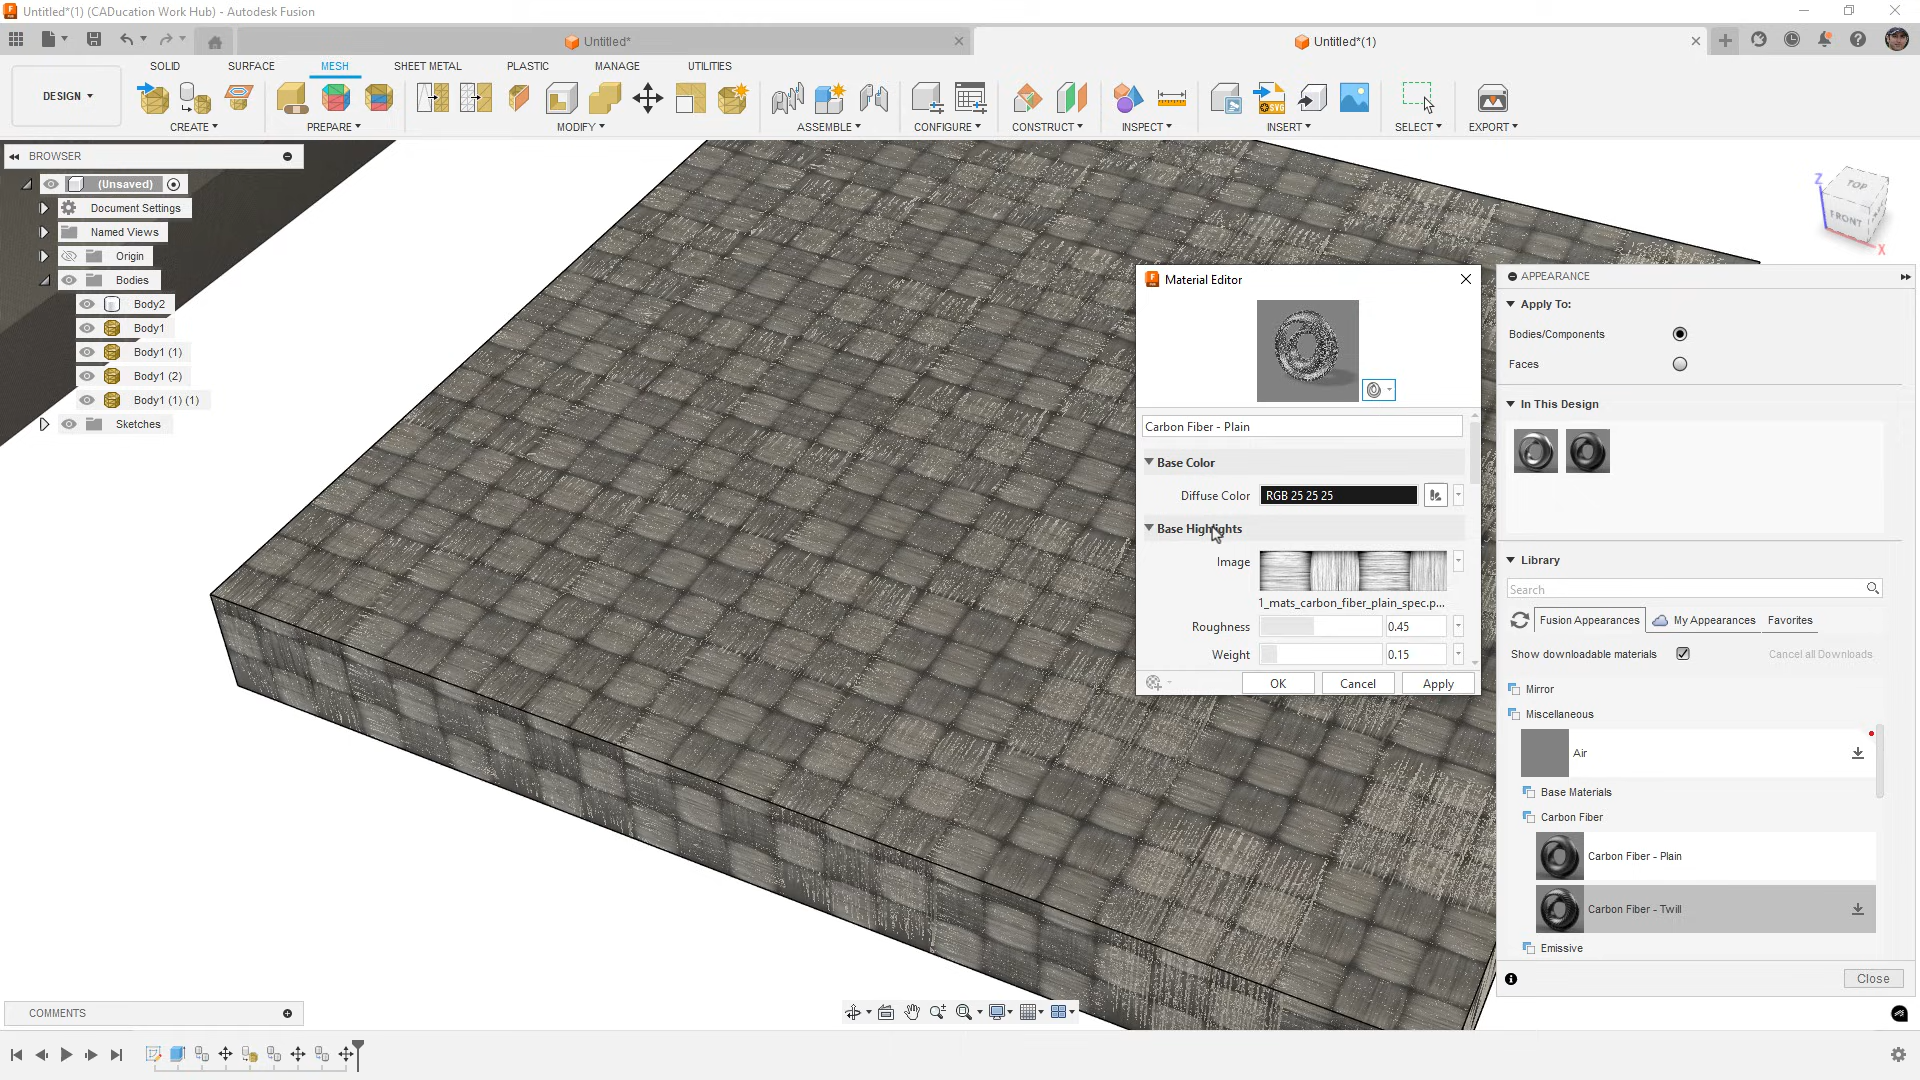 Untitled*(1) (CADucation Work Hub) - Autodesk Fusion
Untitled*
Untitled*(1)
DESIGN
SOLID
SURFACE
MESH
SHEET METAL
PLASTIC
MANAGE
UTILITIES
CREATE
PREPARE
MODIFY
ASSEMBLE
CONFIGURE
CONSTRUCT
INSPECT
INSERT
SELECT
EXPORT
BROWSER
(Unsaved)
Document Settings
Named Views
Origin
Bodies
Body2
Body1
Body1 (1)
Body1 (2)
Body1 (1) (1)
Sketches
Z
TOP
FRONT
X
Material Editor
Carbon Fiber - Plain
Base Color
Diffuse Color
RGB 25 25 25
Base Highlights
Image
1_mats_carbon_fiber_plain_spec.p...
Roughness
0.45
Weight
0.15
OK
Cancel
Apply
APPEARANCE
Apply To:
Bodies/Components
Faces
In This Design
Library
Search
Fusion Appearances
My Appearances
Favorites
Show downloadable materials
Cancel all Downloads
Mirror
Miscellaneous
Air
Base Materials
Carbon Fiber
Carbon Fiber - Plain
Carbon Fiber - Twill
Emissive
Close
COMMENTS